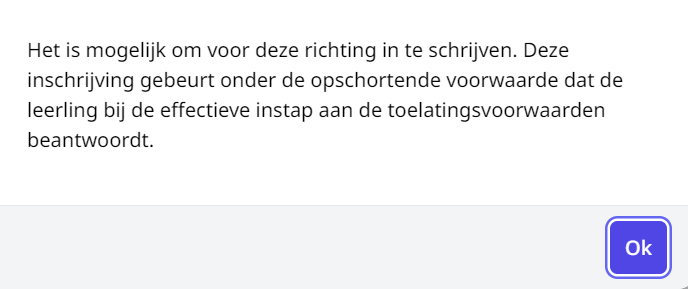 Het is mogelijk om voor deze richting in te schrijven. Deze
inschrijving gebeurt onder de opschortende voorwaarde dat de
leerling bij de effectieve instap aan de toelatingsvoorwaarden
beantwoordt.
Ok